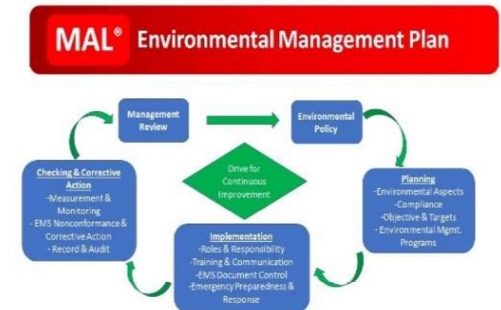 MAL® Environmental Management Plan
Management
Review
Environmental
Policy
Checking & Corrective
Action
-Measurement &
Monitoring
- EMS Nonconformance &
Corrective Action
- Record & Audit
Drive for
Continuous
Improvement
Planning
-Environmental Aspects
-Compliance
-Objective & Targets
- Environmental Mgmt.
Programs
Implementation
-Roles & Responsibility
-Training & Communication
-EMS Document Control
-Emergency Preparedness &
Response